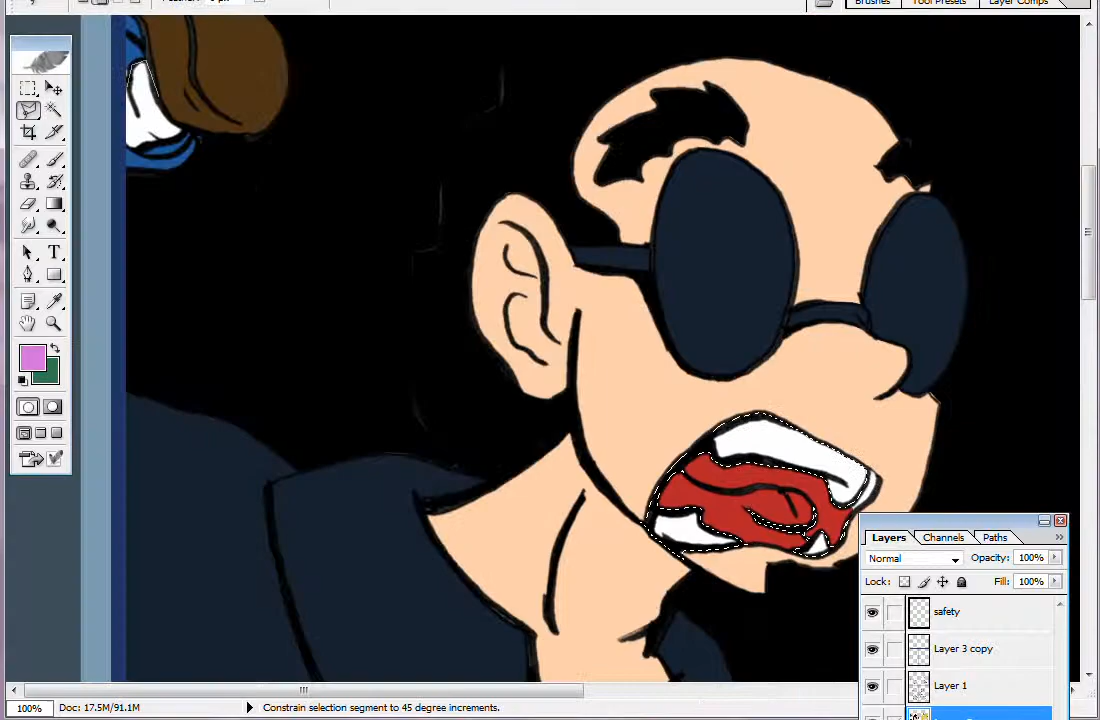 Brushes Tool Presets Layer Comps
Layers Channels Paths
Normal Opacity: 100%
Lock: Fill: 100%
safety
Layer 3 copy
Layer 1
100% Doc: 17.5M/91.1M Constrain selection segment to 45 degree increments.